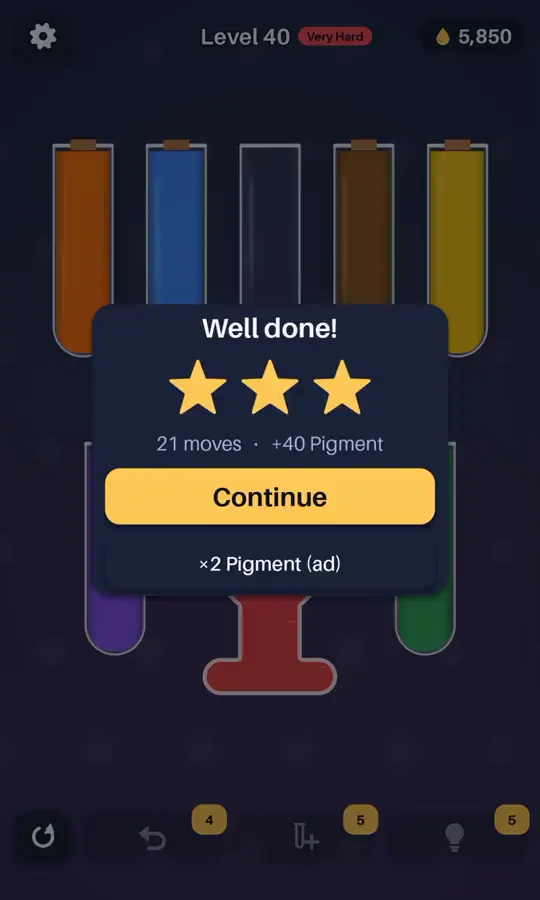 Level 40 Very Hard 5,850
Well done!
21 moves · +40 Pigment
Continue
×2 Pigment (ad)
4 5 5